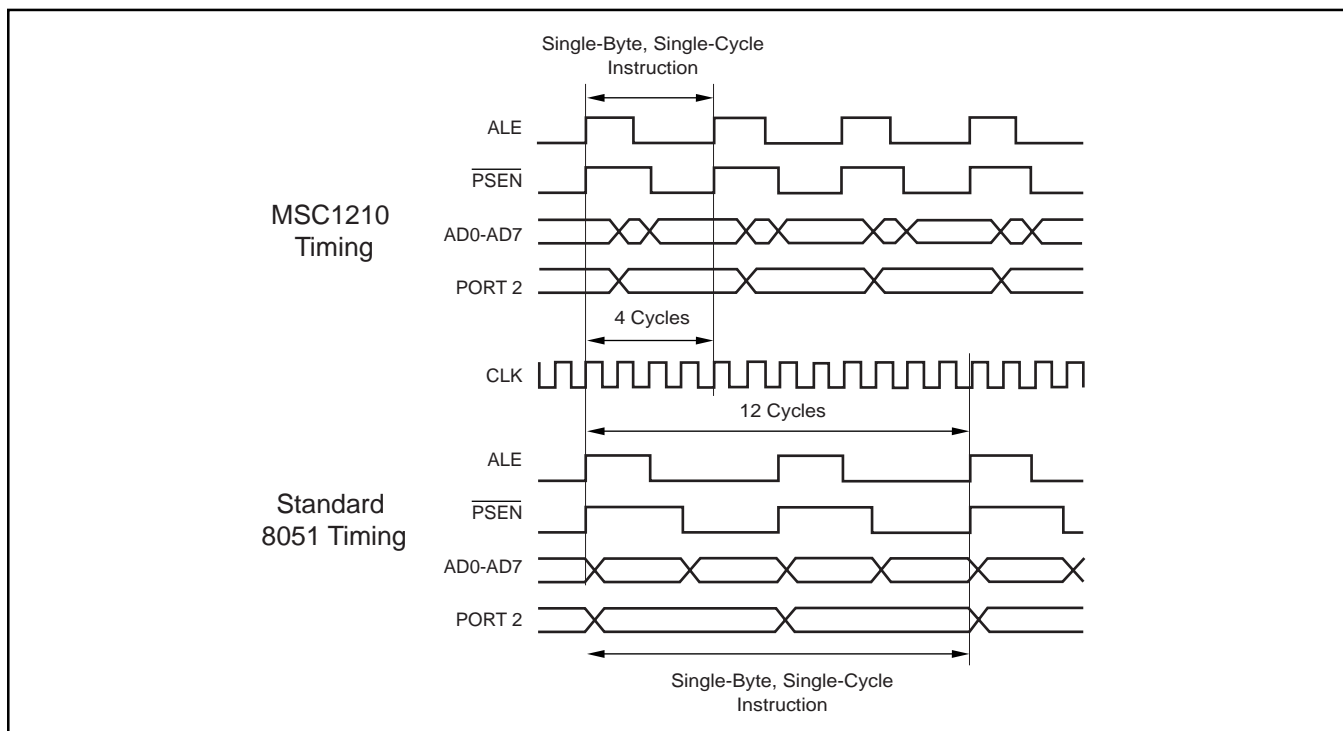 Single-Byte, Single-Cycle
Instruction
ALE
PSEN
MSC1210
Timing
AD0-AD7
PORT 2
4 Cycles
CLK
12 Cycles
ALE
Standard
8051 Timing
PSEN
AD0-AD7
PORT 2
Single-Byte, Single-Cycle
Instruction